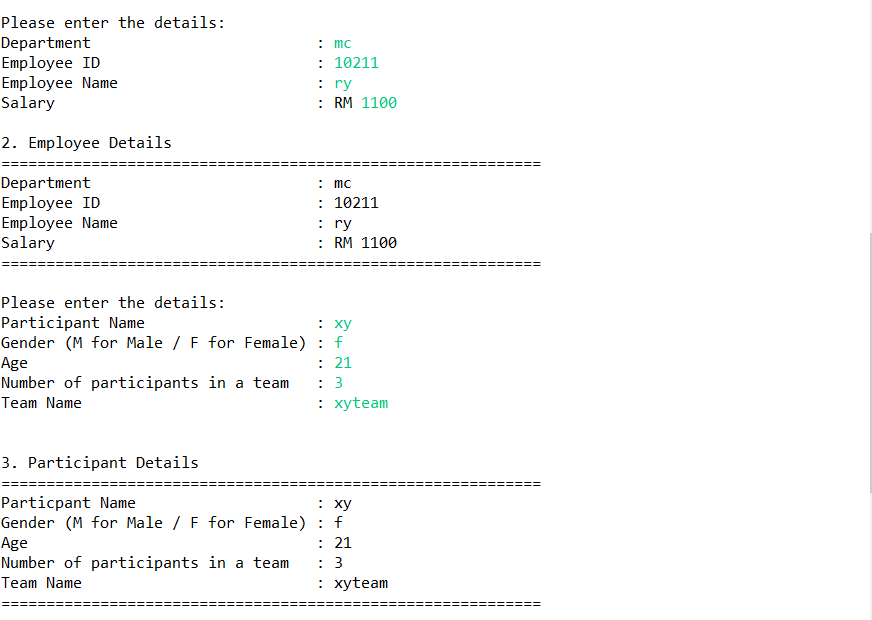 Please enter the details:
Department                         : mc
Employee ID                        : 10211
Employee Name                      : ry
Salary                             : RM 1100
2. Employee Details
============================================================
Department                         : mc
Employee ID                        : 10211
Employee Name                      : ry
Salary                             : RM 1100
============================================================
Please enter the details:
Participant Name                   : xy
Gender (M for Male / F for Female) : f
Age                                : 21
Number of participants in a team   : 3
Team Name                          : xyteam
3. Participant Details
============================================================
Particpant Name                    : xy
Gender (M for Male / F for Female) : f
Age                                : 21
Number of participants in a team   : 3
Team Name                          : xyteam
============================================================